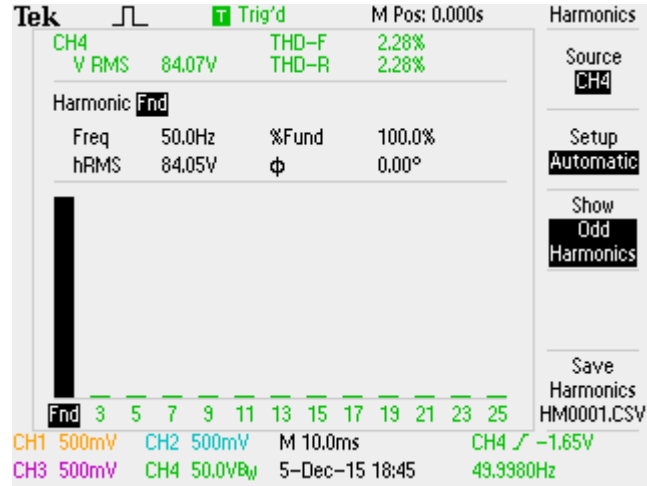 Tek T Trig'd M Pos: 0.000s Harmonics
CH4 THD-F 2.28%
V RMS 84.07V THD-R 2.28%
Source
CH4
Harmonic Fnd
Freq 50.0Hz %Fund 100.0%
hRMS 84.05V ϕ 0.00°
Setup
Automatic
Show
Odd
Harmonics
Save
Harmonics
HM0001.CSV
Fnd 3 5 7 9 11 13 15 17 19 21 23 25
CH1 500mV CH2 500mV M 10.0ms CH4 -1.65V
CH3 500mV CH4 50.0VBW 5-Dec-15 18:45 49.9980Hz